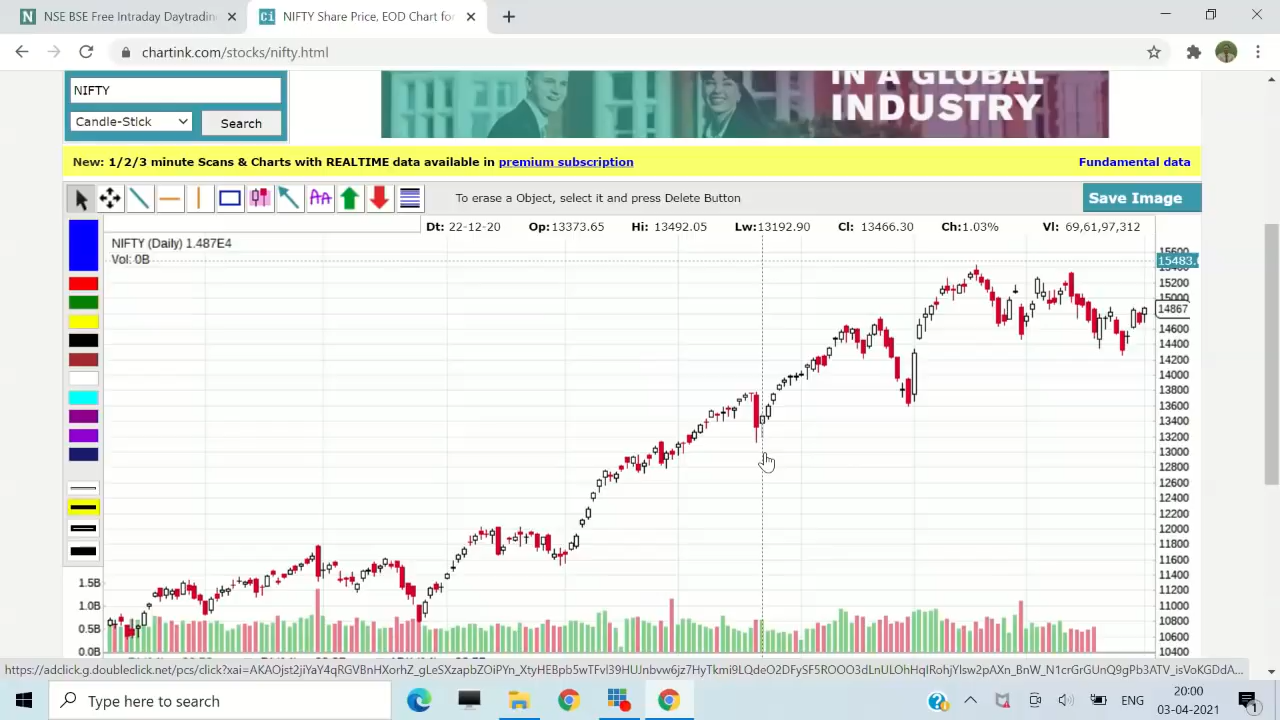 NSE BSE Free Intraday Daytradin
NIFTY Share Price, EOD Chart for
chartink.com/stocks/nifty.html
NIFTY
Candle-Stick
Search
IN A GLOBAL
INDUSTRY
New: 1/2/3 minute Scans & Charts with REALTIME data available in premium subscription
Fundamental data
To erase a Object, select it and press Delete Button
Save Image
Dt: 22-12-20 Op:13373.65 Hi: 13492.05 Lw:13192.90 Cl: 13466.30 Ch:1.03% Vl: 69,61,97,312
NIFTY (Daily) 1.487E4
Vol: 0B
15600
15200
15000
14867
14600
14400
14200
14000
13800
13600
13400
13200
13000
12800
12600
12400
12200
12000
11800
11600
11400
11200
11000
10800
10600
1.5B
1.0B
0.5B
0.0B
Type here to search
ENG
20:00
03-04-2021
1